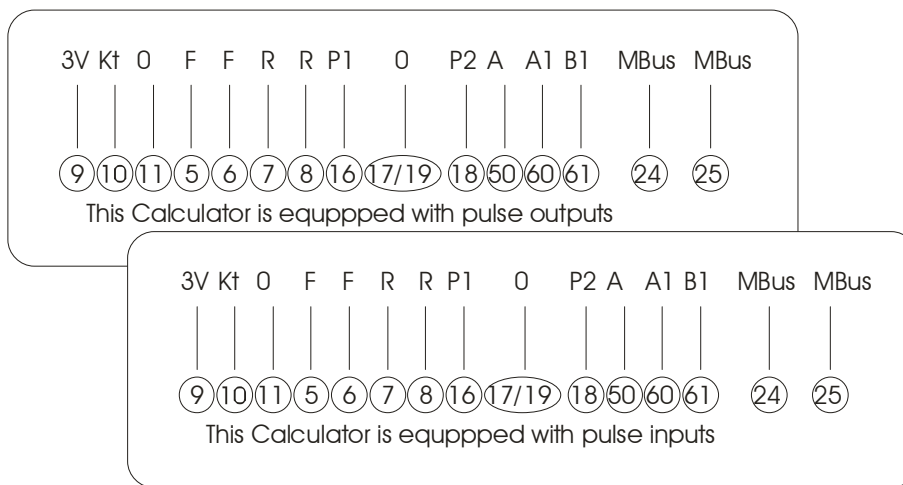 3V Kt 0 F F R R P1 0 P2 A A1 B1 MBus MBus
9 10 11 5 6 7 8 16 17/19 18 50 60 61 24 25
This Calculator is equppped with pulse outputs
3V Kt 0 F F R R P1 0 P2 A A1 B1 MBus MBus
9 10 11 5 6 7 8 16 17/19 18 50 60 61 24 25
This Calculator is equppped with pulse inputs